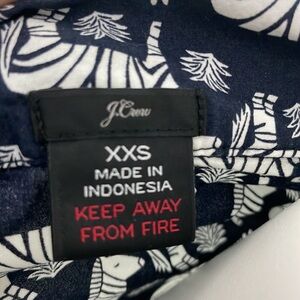 J.Crew
XXS
MADE IN
INDONESIA
KEEP AWAY
FROM FIRE